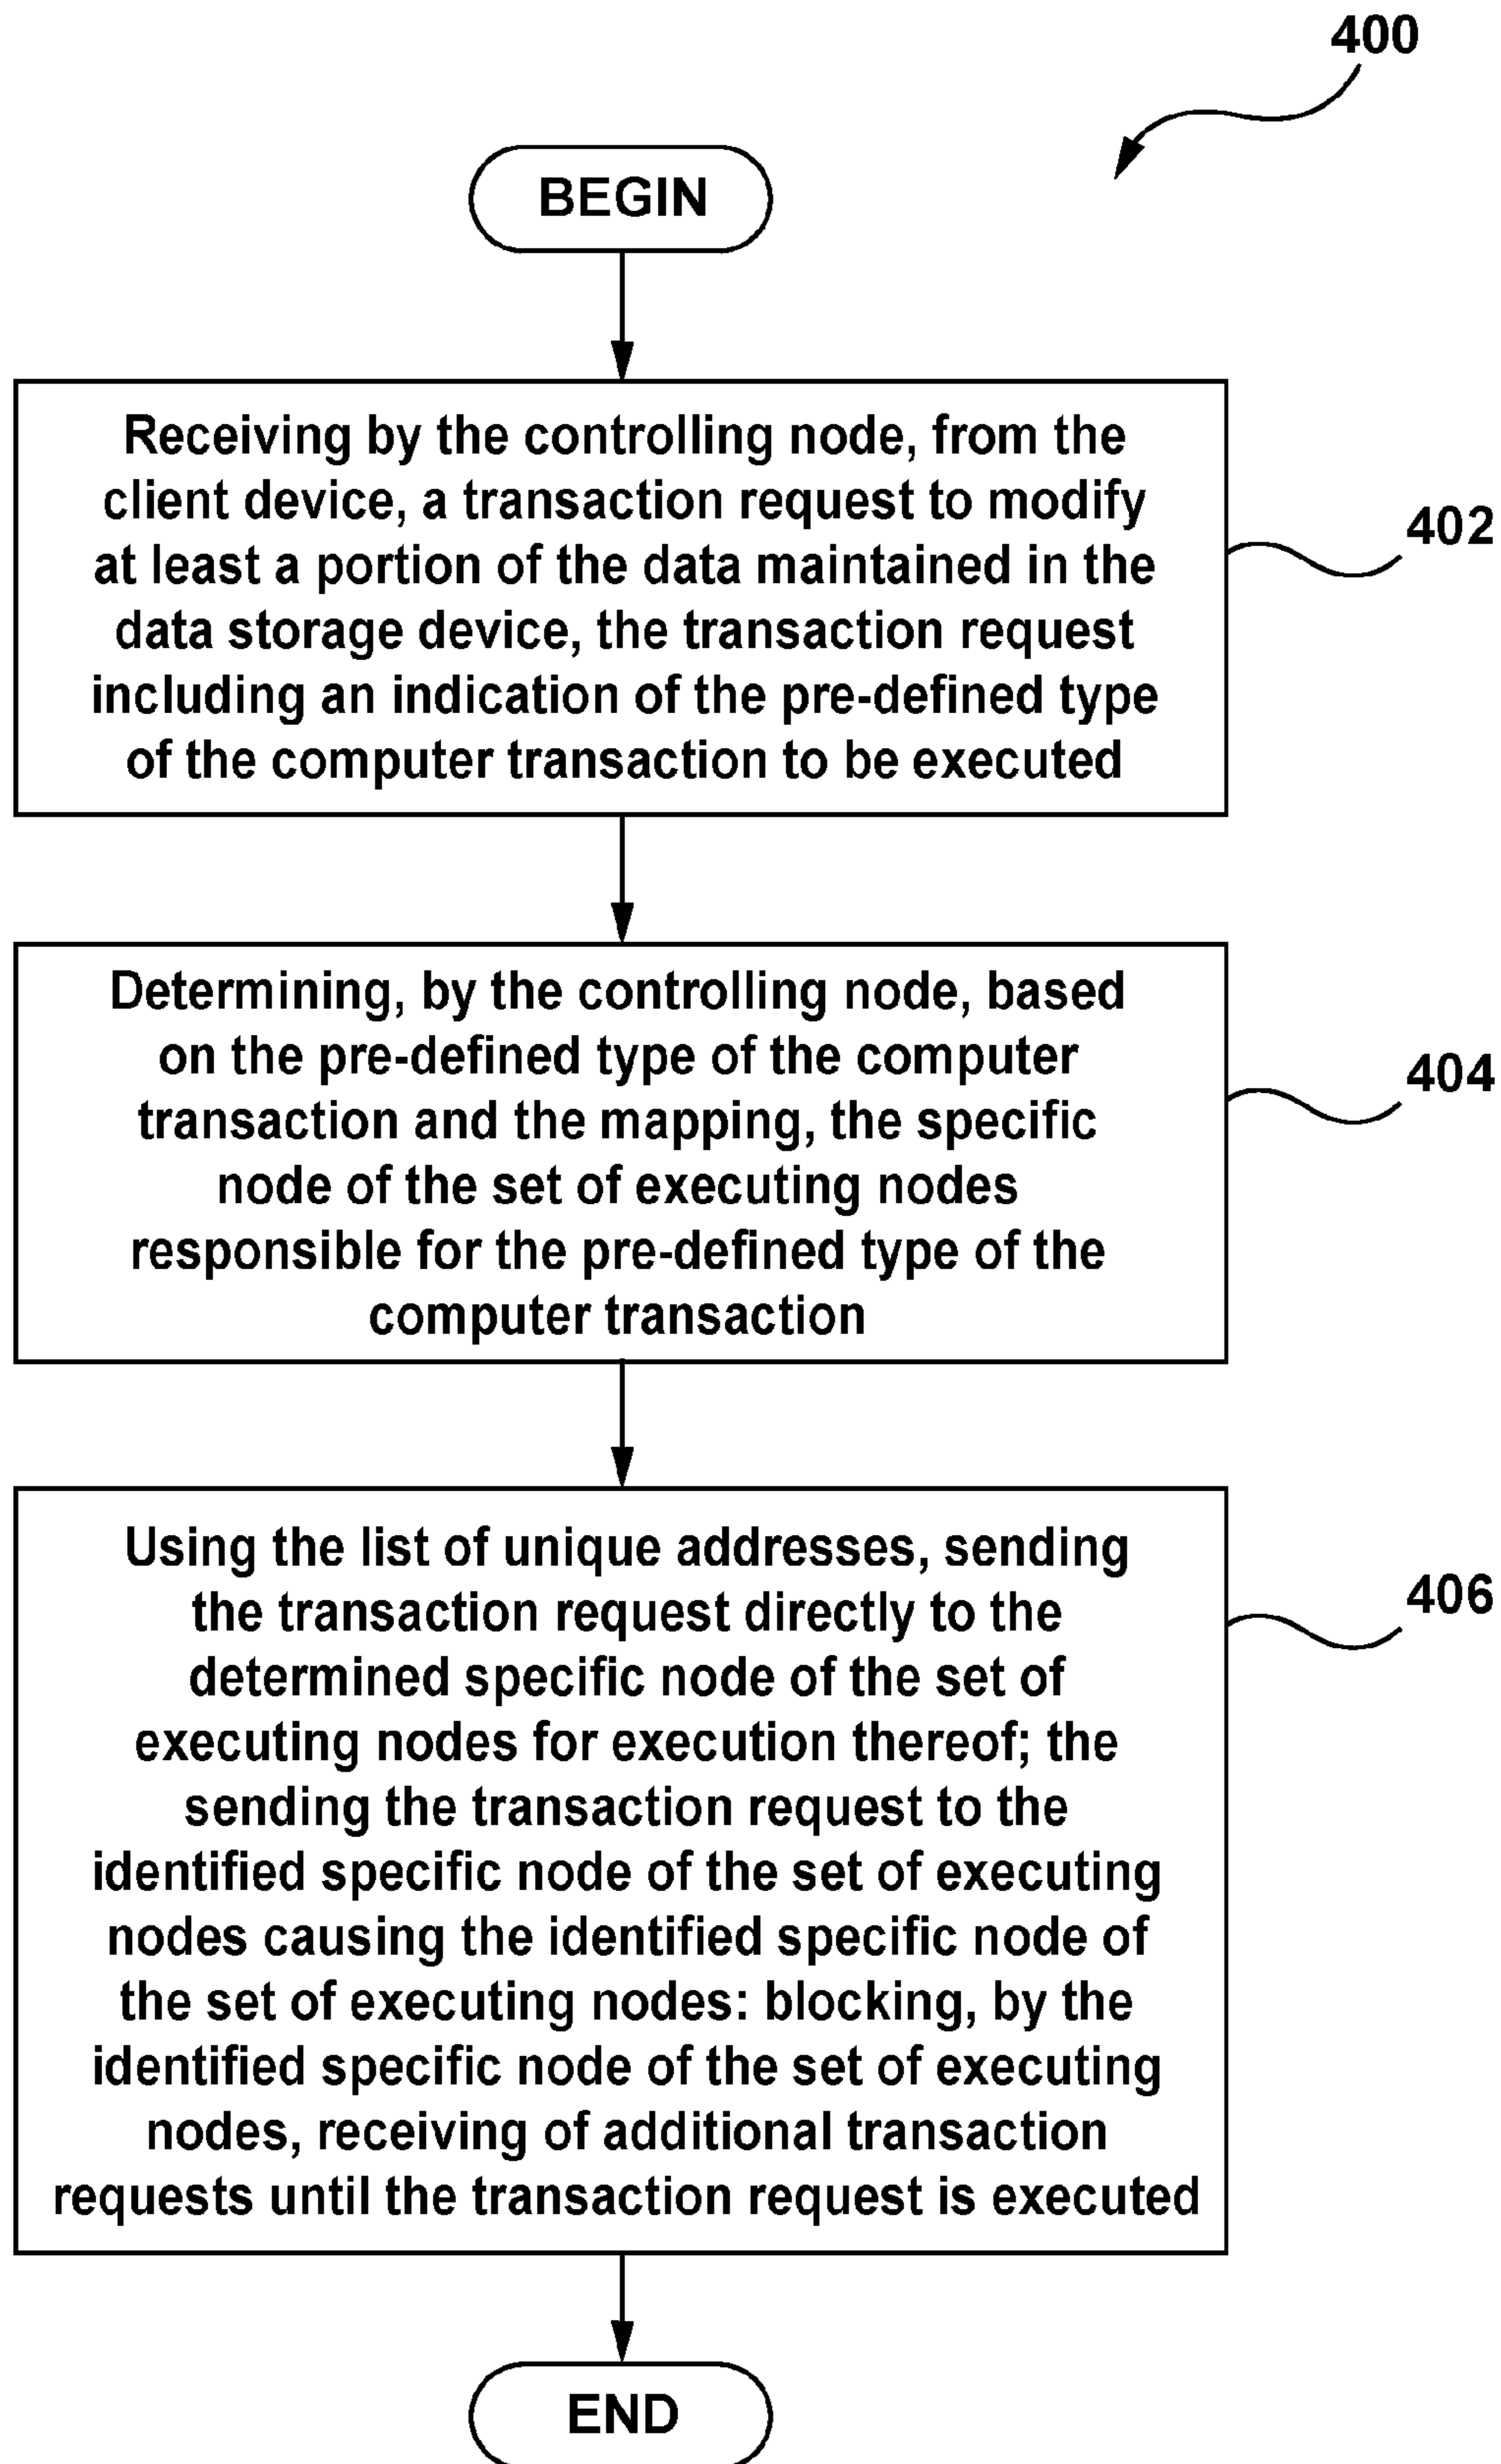 400
BEGIN
Receiving by the controlling node, from the
client device, a transaction request to modify
at least a portion of the data maintained in the
data storage device, the transaction request
including an indication of the pre-defined type
of the computer transaction to be executed
402
Determining, by the controlling node, based
on the pre-defined type of the computer
transaction and the mapping, the specific
node of the set of executing nodes
responsible for the pre-defined type of the
computer transaction
404
Using the list of unique addresses, sending
the transaction request directly to the
determined specific node of the set of
executing nodes for execution thereof; the
sending the transaction request to the
identified specific node of the set of executing
nodes causing the identified specific node of
the set of executing nodes: blocking, by the
identified specific node of the set of executing
nodes, receiving of additional transaction
requests until the transaction request is executed
406
END